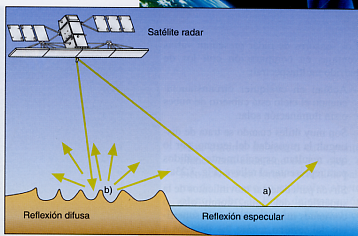 Satélite radar
b)
a)
Reflexión difusa
Reflexión especular